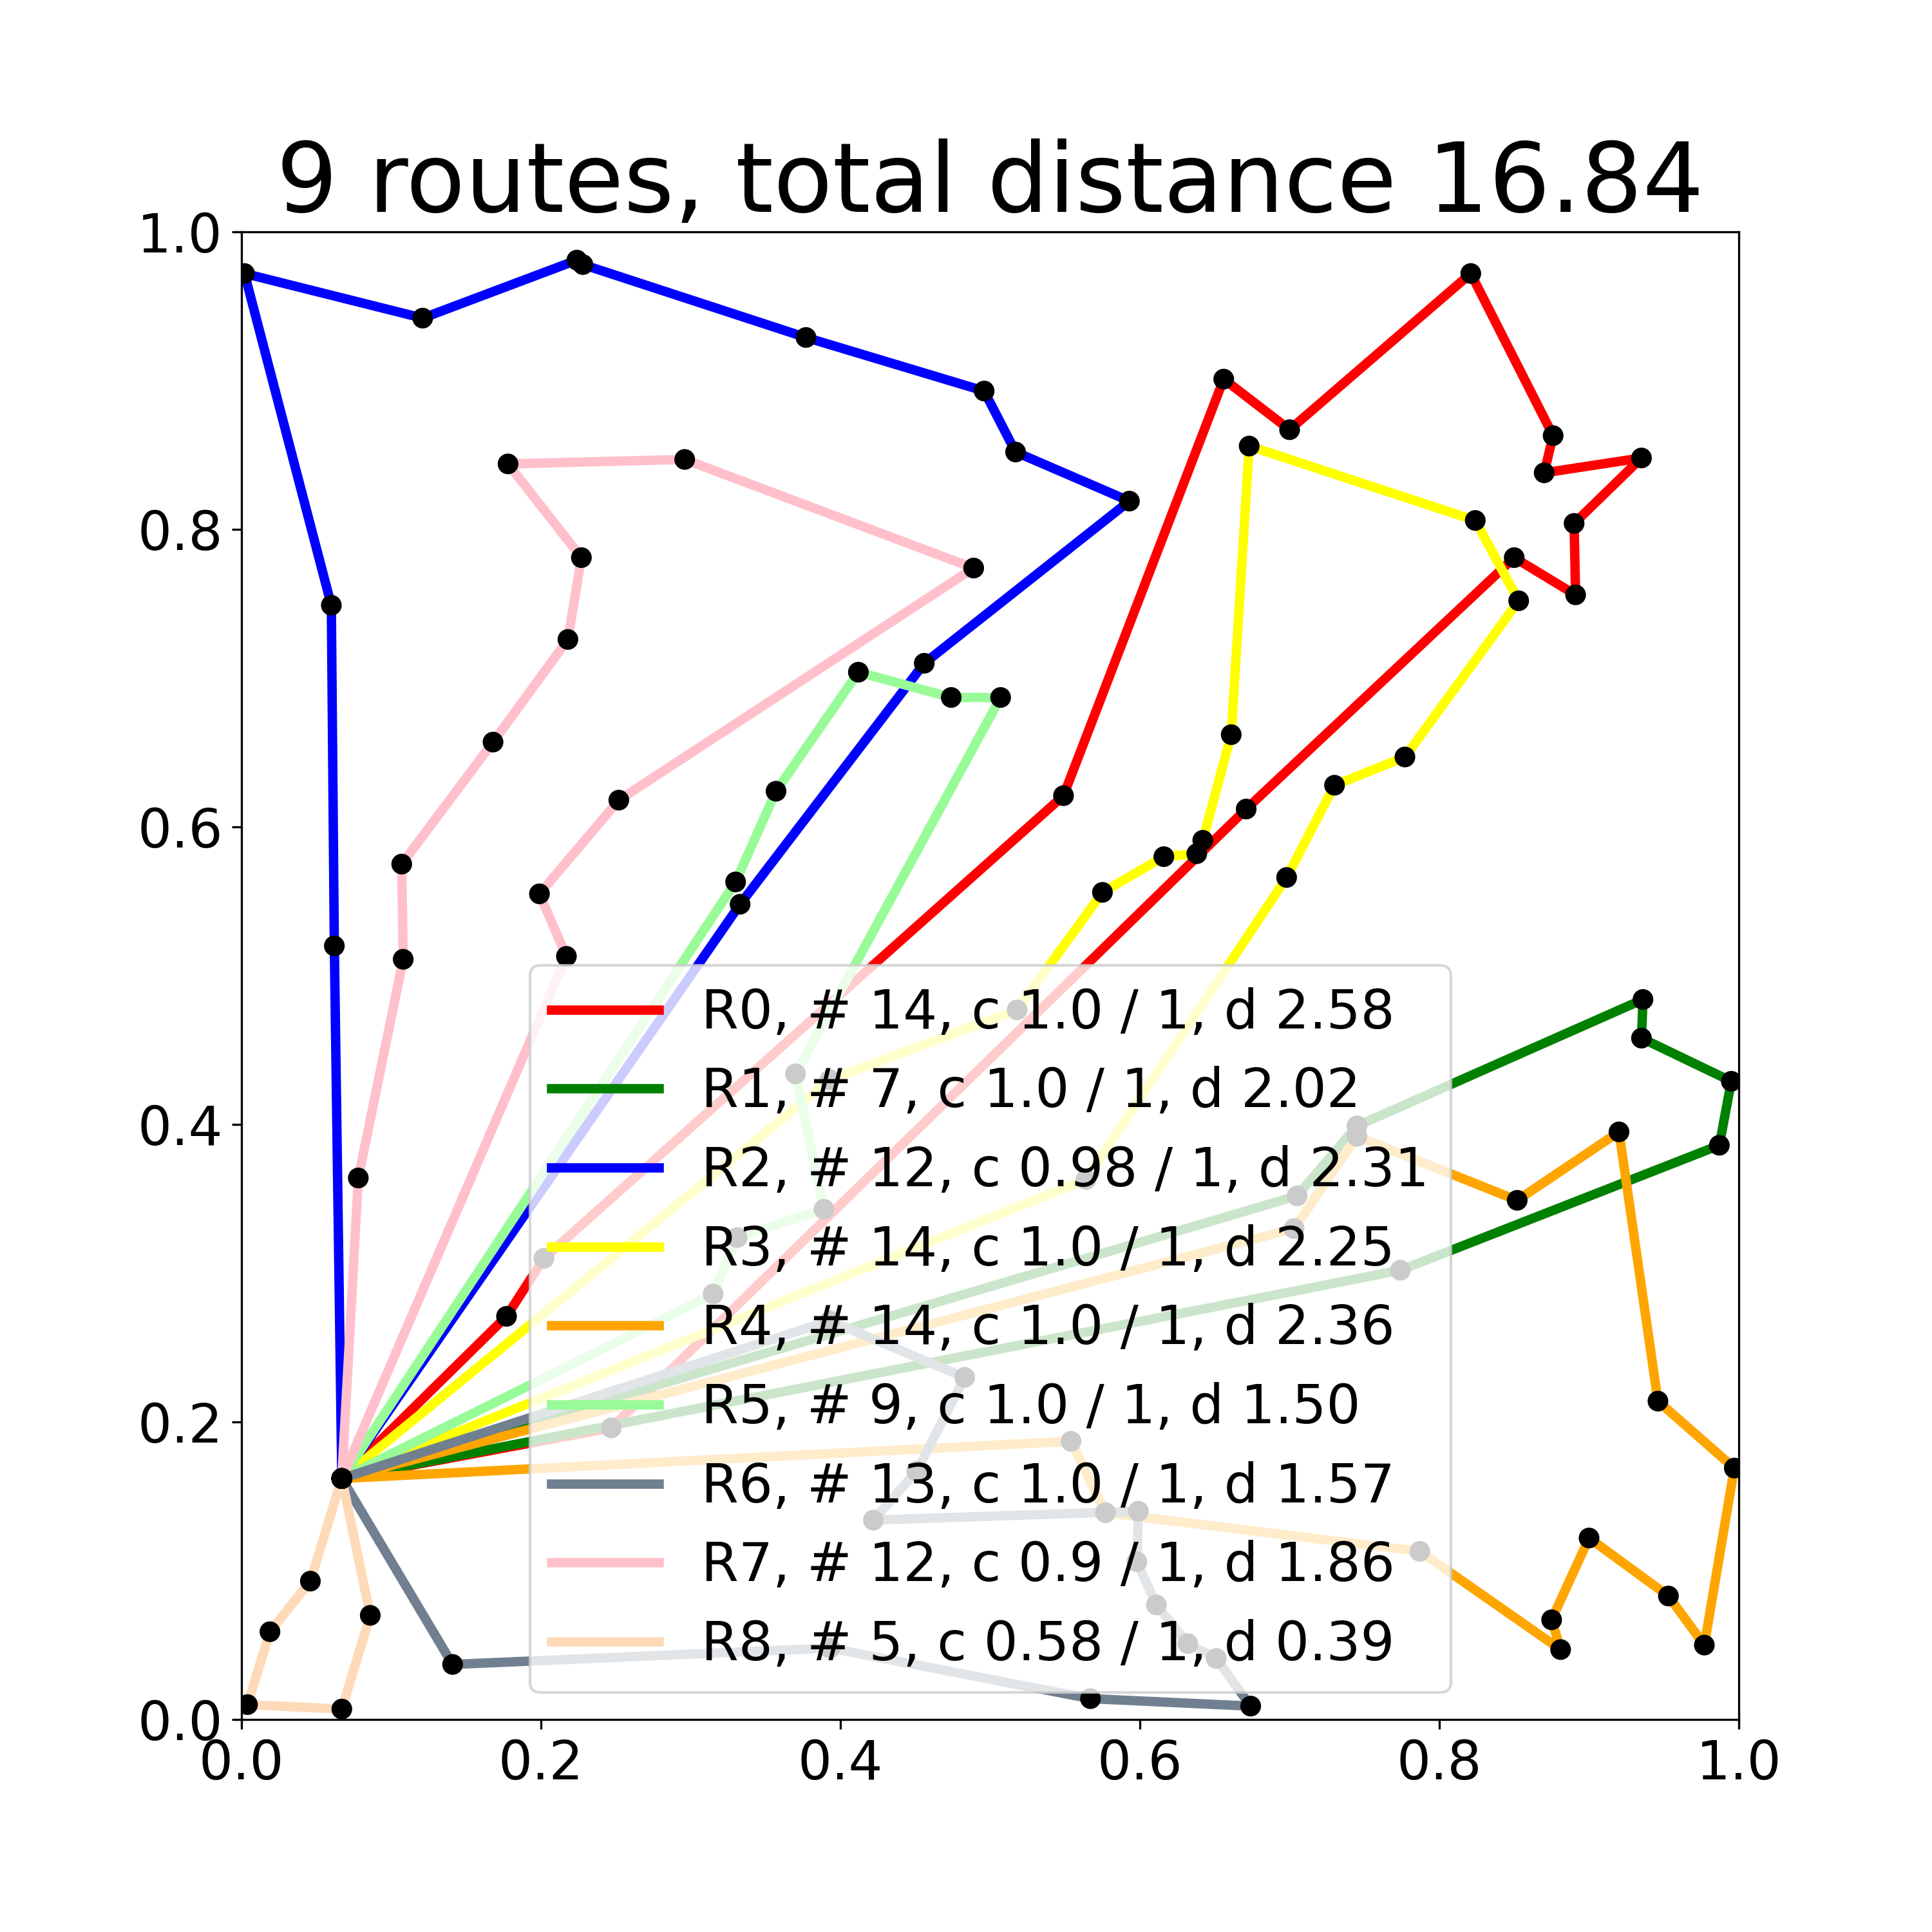 9 routes, total distance 16.84
1.0
0.8
0.6
0.4
0.2
0.0
R0, # 14, c 1.0 / 1, d 2.58
R1, # 7, c 1.0 / 1, d 2.02
R2, # 12, c 0.98 / 1, d 2.31
R3, # 14, c 1.0 / 1, d 2.25
R4, # 14, c 1.0 / 1, d 2.36
R5, # 9, c 1.0 / 1, d 1.50
R6, # 13, c 1.0 / 1, d 1.57
R7, # 12, c 0.9 / 1, d 1.86
R8, # 5, c 0.58 / 1, d 0.39
0.0 0.2 0.4 0.6 0.8 1.0